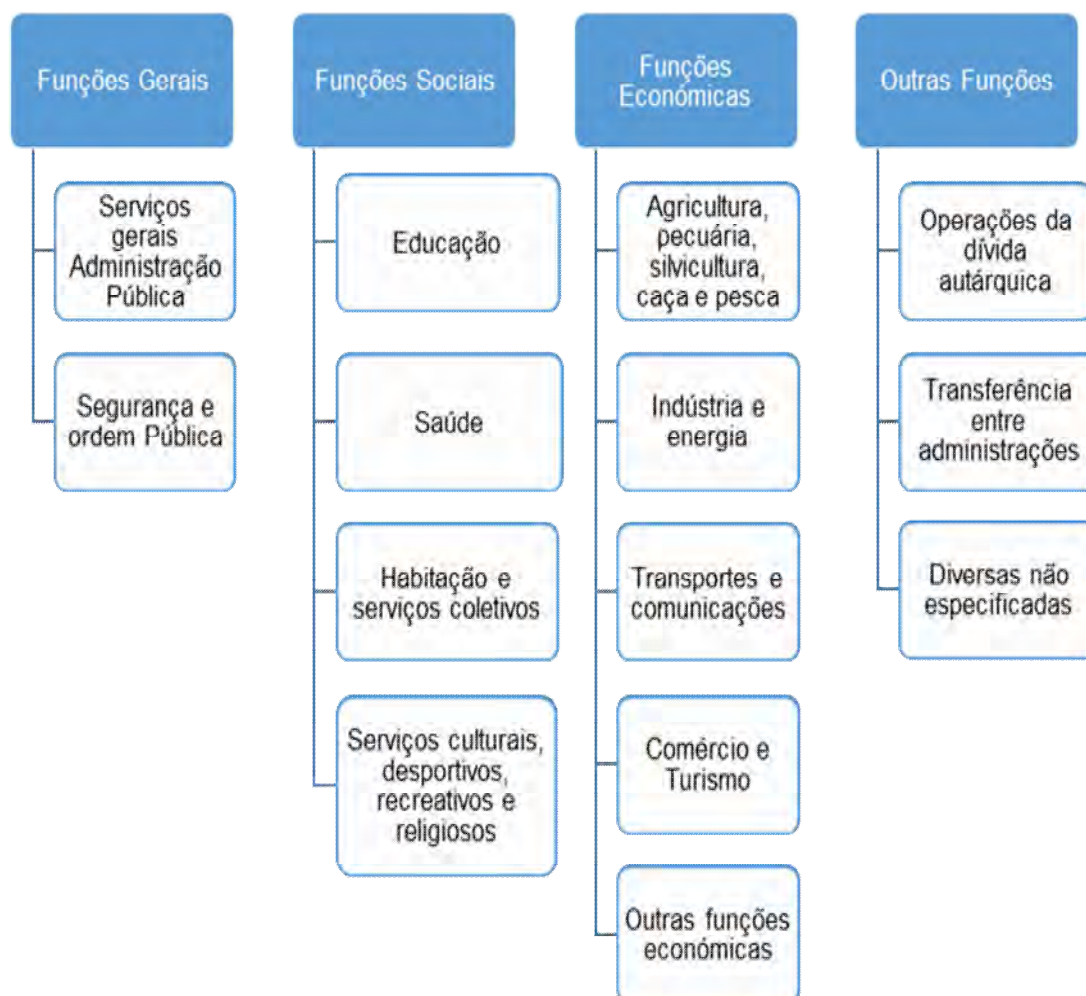 Funções Gerais
Serviços
gerais
Administração
Pública
Segurança e
ordem Pública
Funções Sociais
Educação
Saúde
Habitação e
serviços coletivos
Serviços culturais,
desportivos,
recreativos e
religiosos
Funções
Económicas
Agricultura,
pecuária,
silvicultura,
caça e pesca
Indústria e
energia
Transportes e
comunicações
Comércio e
Turismo
Outras funções
económicas
Outras Funções
Operações da
dívida
autárquica
Transferência
entre
administrações
Diversas não
especificadas